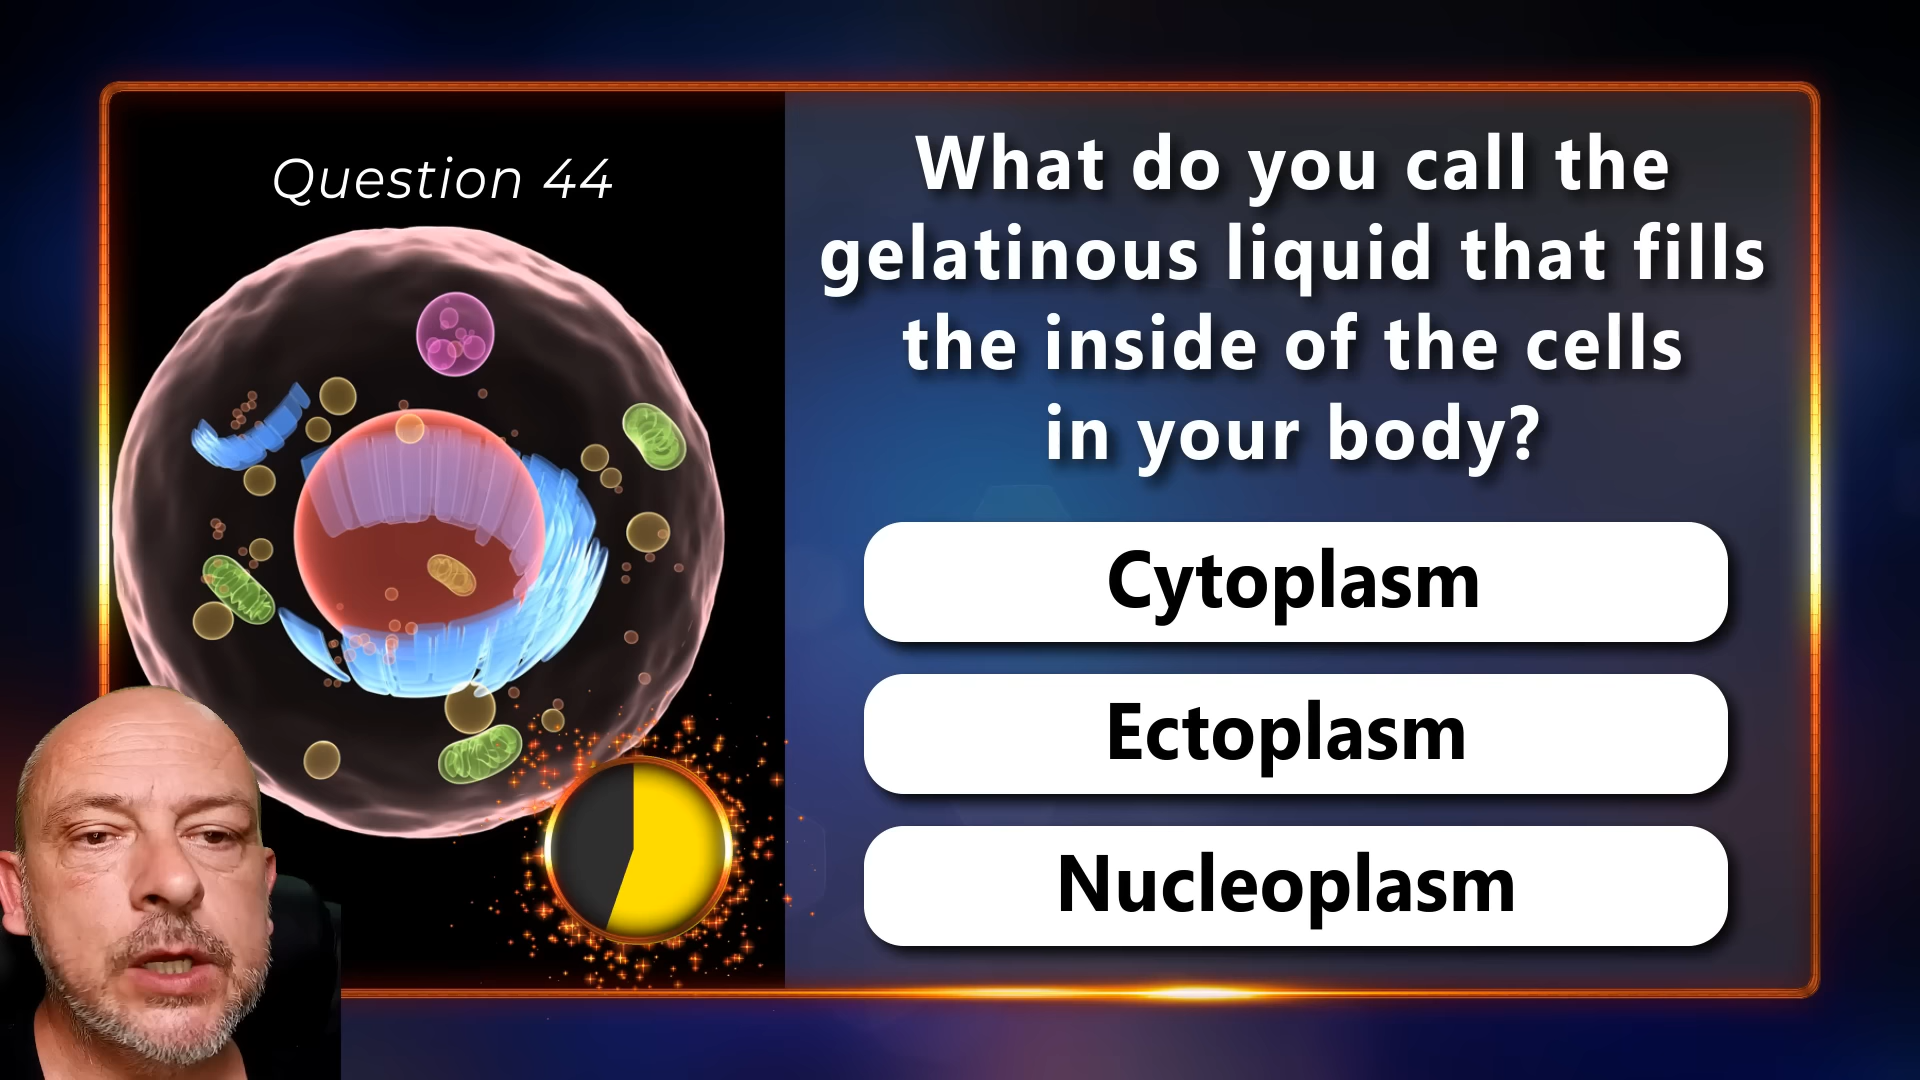 Question 44
What do you call the
gelatinous liquid that fills
the inside of the cells
in your body?
Cytoplasm
Ectoplasm
Nucleoplasm